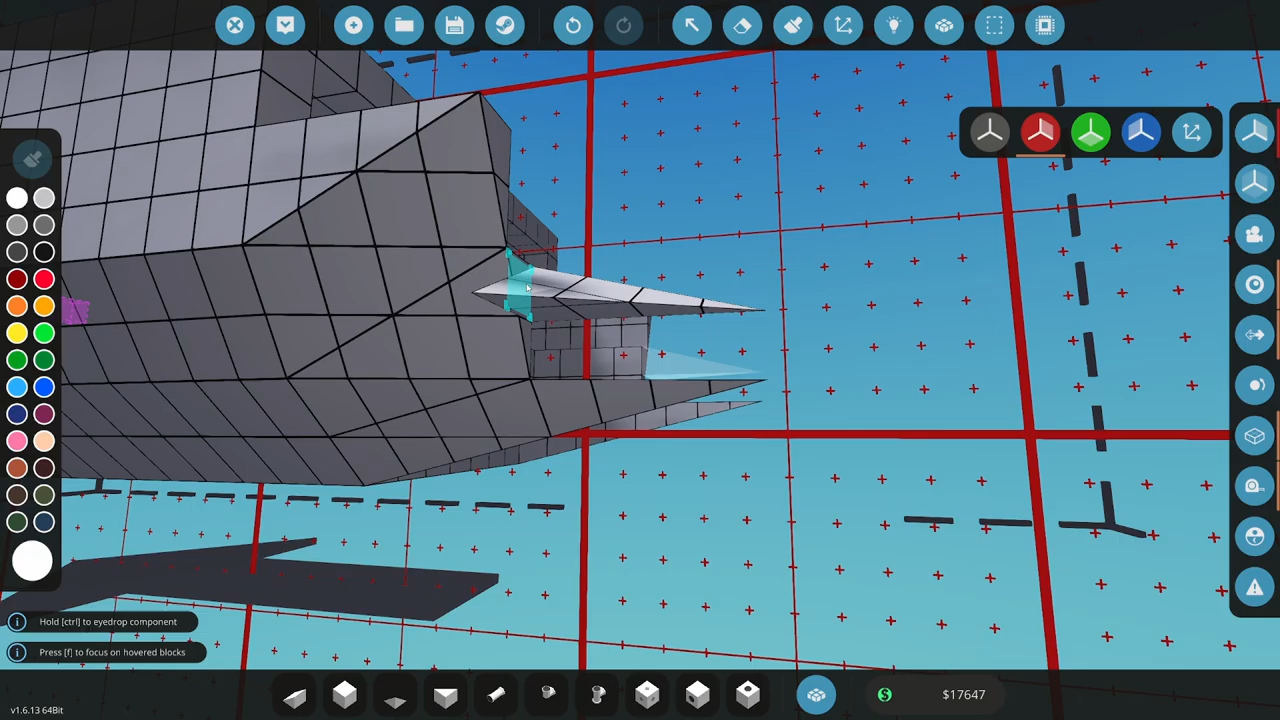 Hold [ctrl] to eyedrop component
Press [f] to focus on hovered blocks
$17647
v1.6.13 64Bit